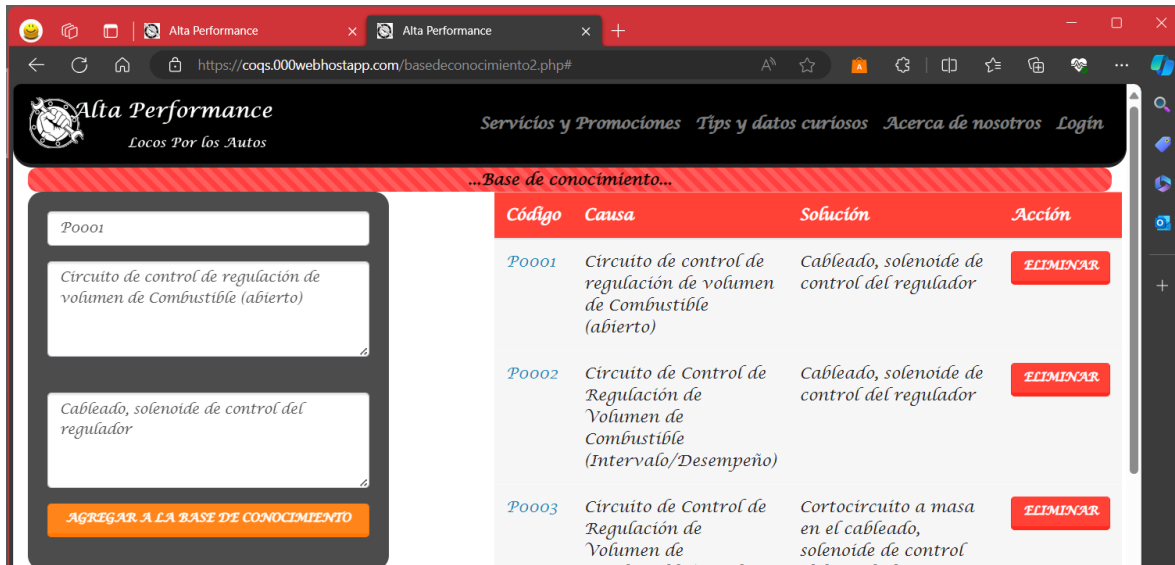 Alta Performance
Alta Performance
https://coqs.000webhostapp.com/basedeconocimiento2.php#
Alta Performance
Locos Por los Autos
Servicios y Promociones Tips y datos curiosos Acerca de nosotros Login
...Base de conocimiento...
P0001
Circuito de control de regulación de
volumen de Combustible (abierto)
Cableado, solenoide de control del
regulador
AGREGAR A LA BASE DE CONOCIMIENTO
Código Causa Solución Acción
P0001 Circuito de control de Cableado, solenoide de ELIMINAR
regulación de volumen control del regulador
de Combustible
(abierto)
P0002 Circuito de Control de Cableado, solenoide de ELIMINAR
Regulación de control del regulador
Volumen de
Combustible
(Intervalo/Desempeño)
P0003 Circuito de Control de Cortocircuito a masa ELIMINAR
Regulación de en el cableado,
Volumen de solenoide de control